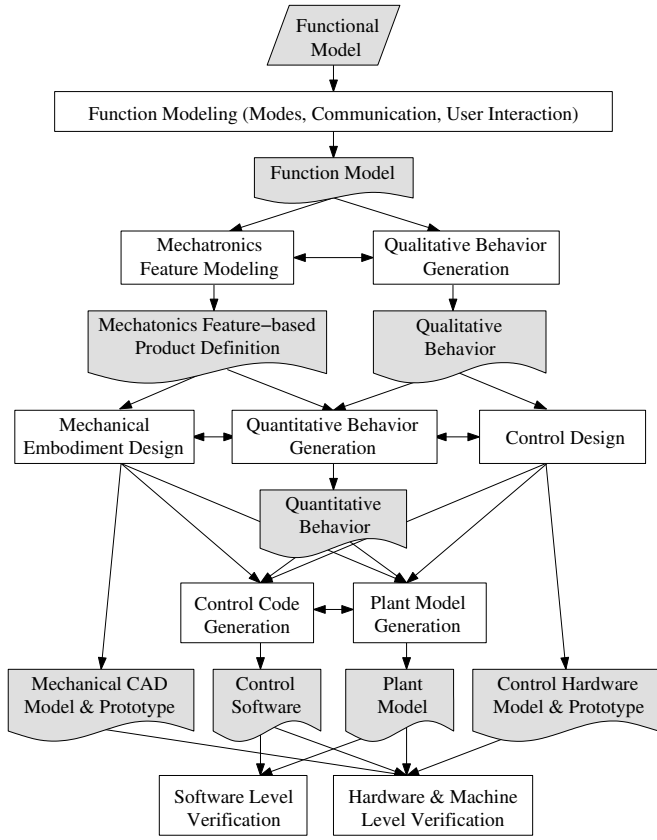 Functional
Model
Function Modeling (Modes, Communication, User Interaction)
Function Model
Mechatronics
Feature Modeling
Qualitative Behavior
Generation
Mechatonics Feature−based
Product Definition
Qualitative
Behavior
Mechanical
Embodiment Design
Quantitative Behavior
Generation
Control Design
Quantitative
Behavior
Control Code
Generation
Plant Model
Generation
Mechanical CAD
Model & Prototype
Control
Software
Plant
Model
Control Hardware
Model & Prototype
Software Level
Verification
Hardware & Machine
Level Verification